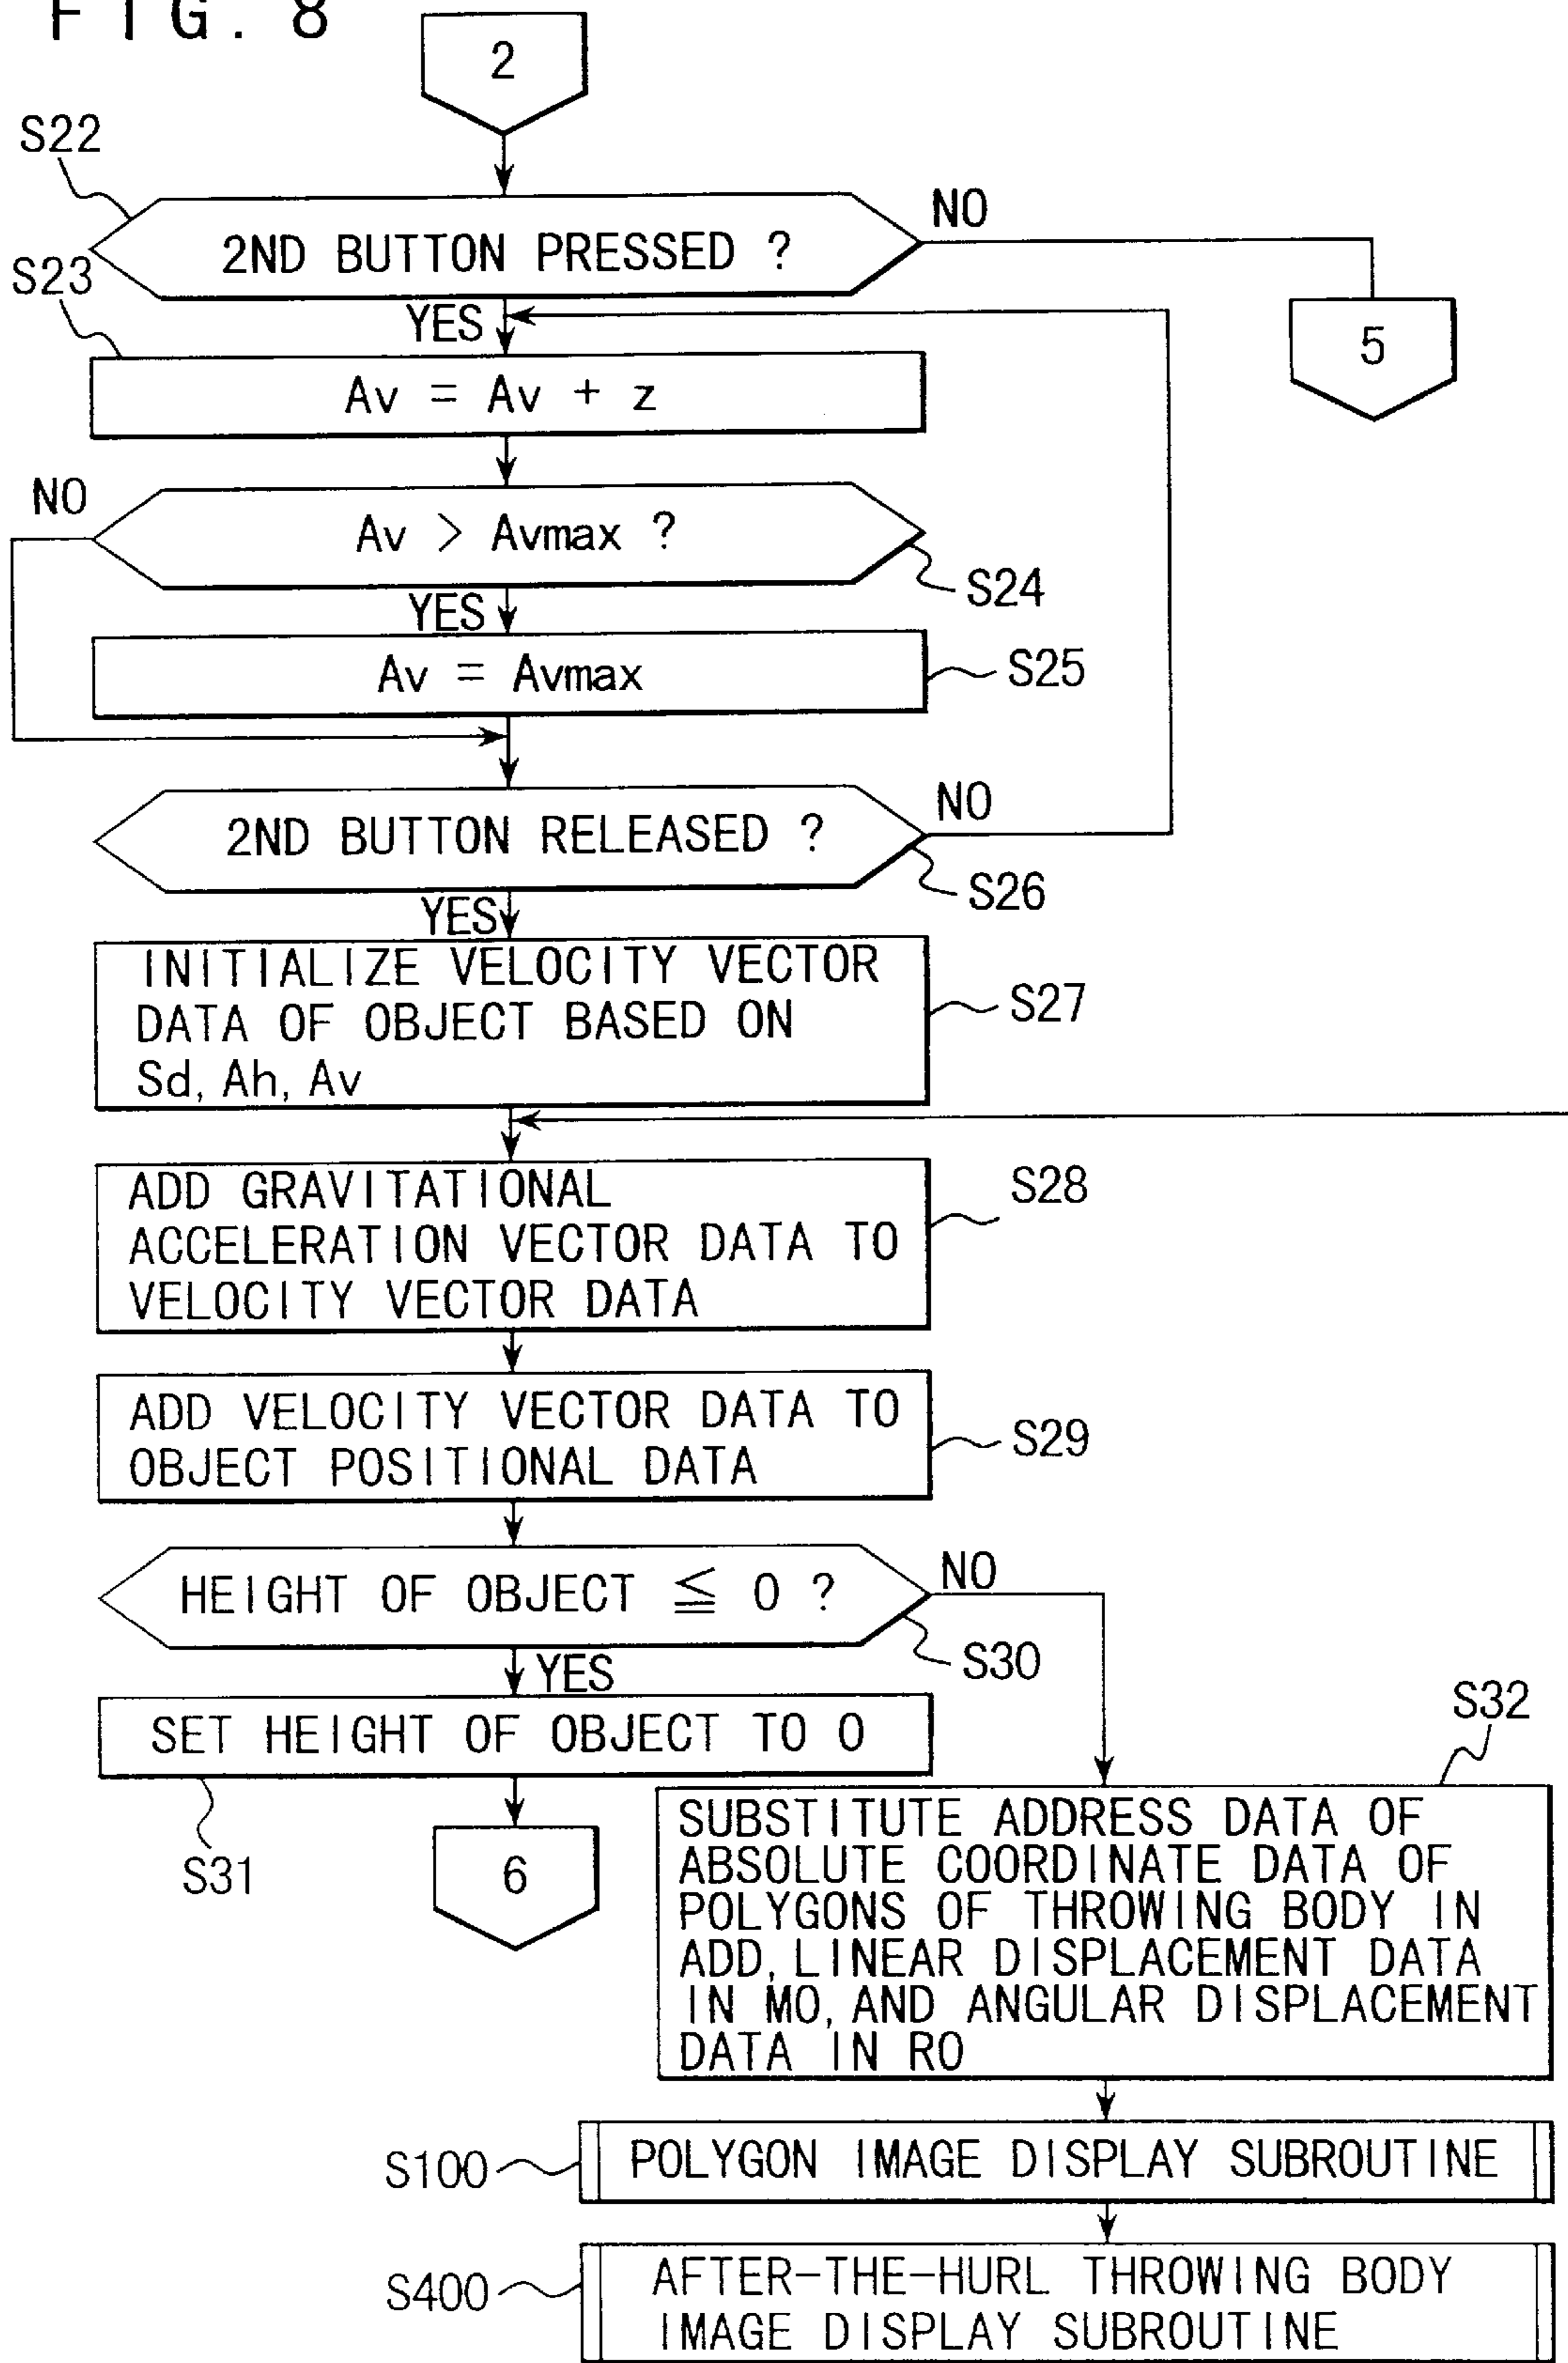 FIG. 8
2
S22
2ND BUTTON PRESSED ?
NO
5
S23
YES
Av = Av + z
NO
Av > Avmax ?
S24
YES
Av = Avmax
S25
2ND BUTTON RELEASED ?
NO
S26
YES
INITIALIZE VELOCITY VECTOR
DATA OF OBJECT BASED ON
Sd, Ah, Av
S27
ADD GRAVITATIONAL
ACCELERATION VECTOR DATA TO
VELOCITY VECTOR DATA
S28
ADD VELOCITY VECTOR DATA TO
OBJECT POSITIONAL DATA
S29
HEIGHT OF OBJECT ≦ 0 ?
NO
S30
YES
SET HEIGHT OF OBJECT TO 0
S31
6
S32
SUBSTITUTE ADDRESS DATA OF
ABSOLUTE COORDINATE DATA OF
POLYGONS OF THROWING BODY IN
ADD, LINEAR DISPLACEMENT DATA
IN MO, AND ANGULAR DISPLACEMENT
DATA IN RO
S100
POLYGON IMAGE DISPLAY SUBROUTINE
S400
AFTER-THE-HURL THROWING BODY
IMAGE DISPLAY SUBROUTINE